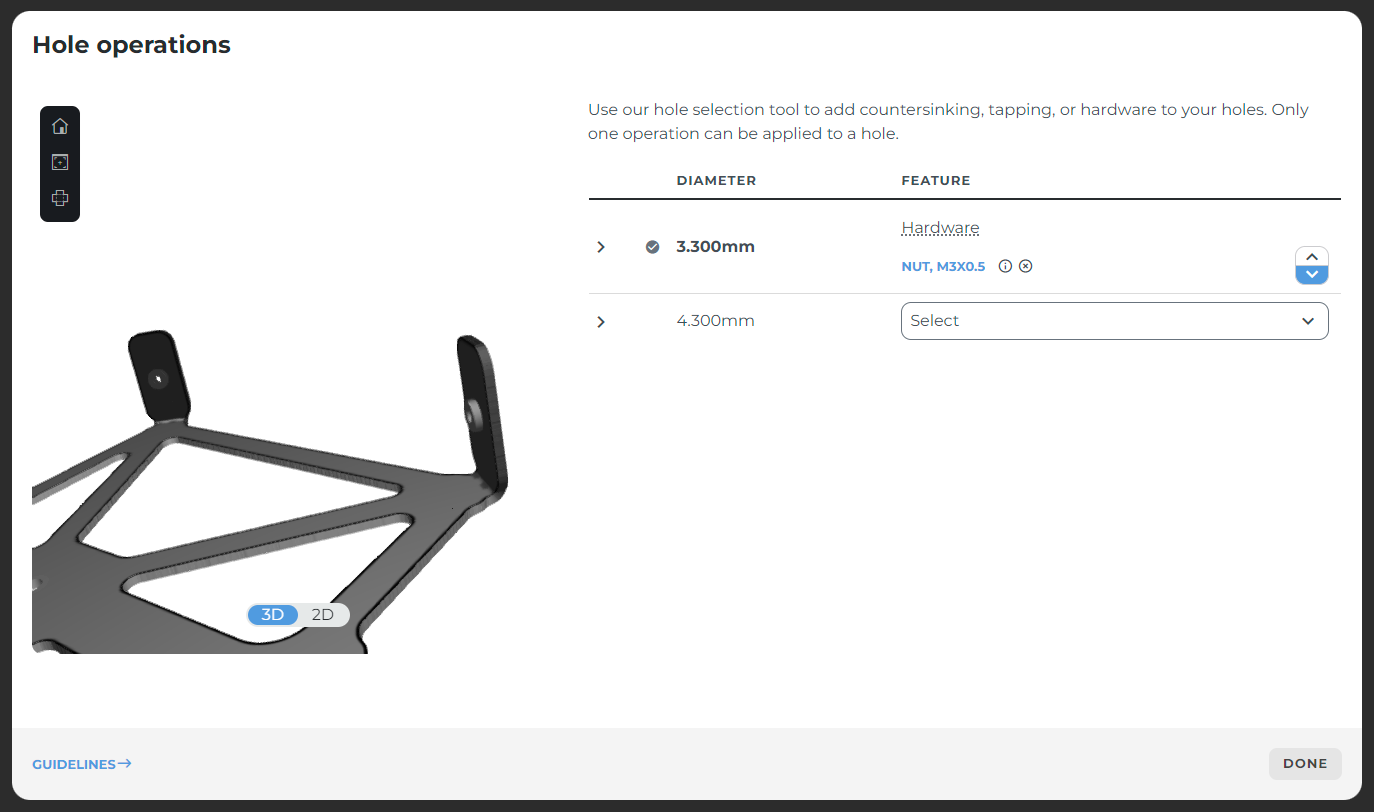 Hole operations
Use our hole selection tool to add countersinking, tapping, or hardware to your holes. Only
one operation can be applied to a hole.
DIAMETER FEATURE
3.300mm Hardware
NUT, M3X0.5
4.300mm Select
3D 2D
GUIDELINES
DONE